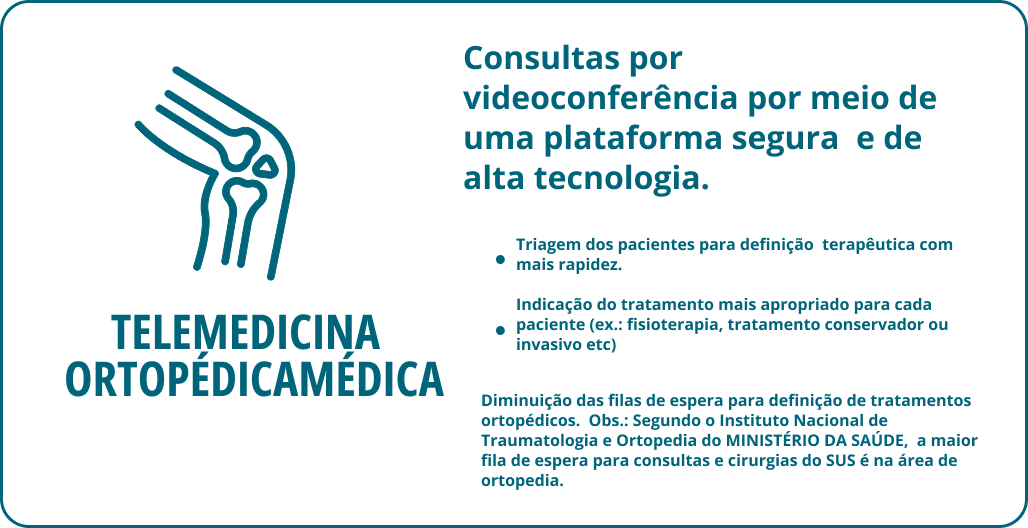 TELEMEDICINA
ORTOPÉDICAMÉDICA
Consultas por
videoconferência por meio de
uma plataforma segura  e de
alta tecnologia.
Triagem dos pacientes para definição  terapêutica com
mais rapidez.
Indicação do tratamento mais apropriado para cada
paciente (ex.: fisioterapia, tratamento conservador ou
invasivo etc)
Diminuição das filas de espera para definição de tratamentos
ortopédicos.  Obs.: Segundo o Instituto Nacional de
Traumatologia e Ortopedia do MINISTÉRIO DA SAÚDE,  a maior
fila de espera para consultas e cirurgias do SUS é na área de
ortopedia.